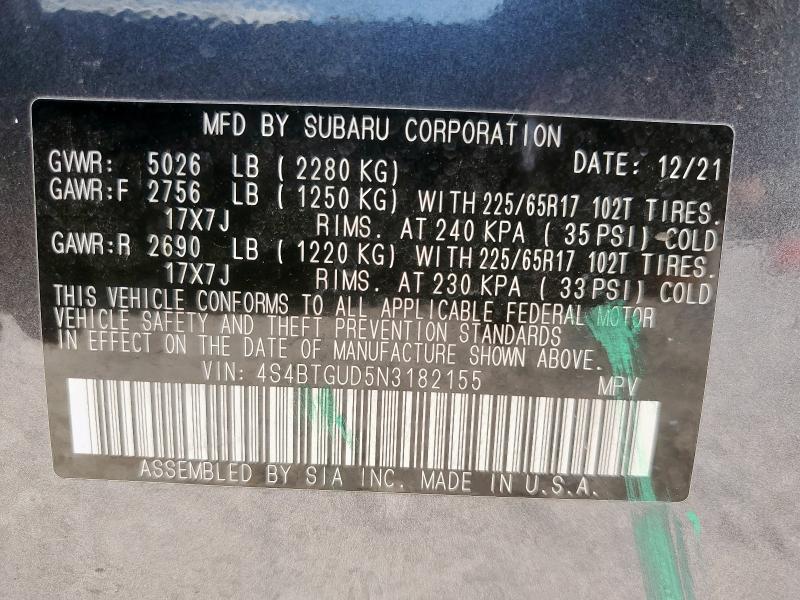 MFD BY SUBARU CORPORATION
GVWR: 5026 LB ( 2280 KG) DATE: 12/21
GAWR:F 2756 LB ( 1250 KG) WITH 225/65R17 102T TIRES.
17X7J RIMS. AT 240 KPA ( 35 PSI) COLD
GAWR:R 2690 LB ( 1220 KG) WITH 225/65R17 102T TIRES.
17X7J RIMS. AT 230 KPA ( 33 PSI) COLD
THIS VEHICLE CONFORMS TO ALL APPLICABLE FEDERAL MOTOR
VEHICLE SAFETY AND THEFT PREVENTION STANDARDS
IN EFFECT ON THE DATE OF MANUFACTURE SHOWN ABOVE.
VIN: 4S4BTGUD5N3182155 MPV
ASSEMBLED BY SIA INC. MADE IN U.S.A.